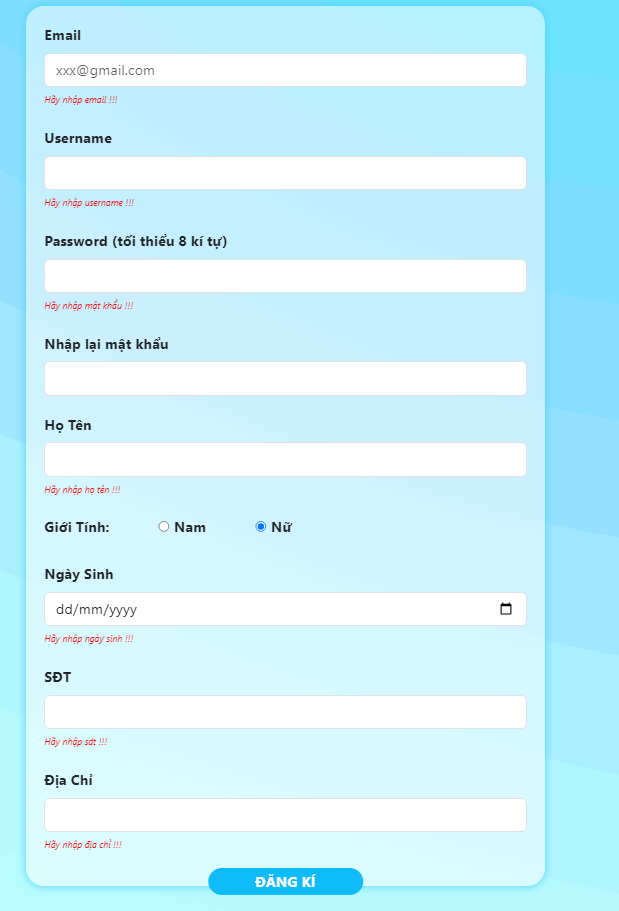 Email
xxx@gmail.com
Hãy nhập email !!!
Username
Hãy nhập username !!!
Password (tối thiểu 8 kí tự)
Hãy nhập mật khẩu !!!
Nhập lại mật khẩu
Họ Tên
Hãy nhập họ tên !!!
Giới Tính: Nam Nữ
Ngày Sinh
dd/mm/yyyy
Hãy nhập ngày sinh !!!
SĐT
Hãy nhập sdt !!!
Địa Chỉ
Hãy nhập địa chỉ !!!
ĐĂNG KÍ